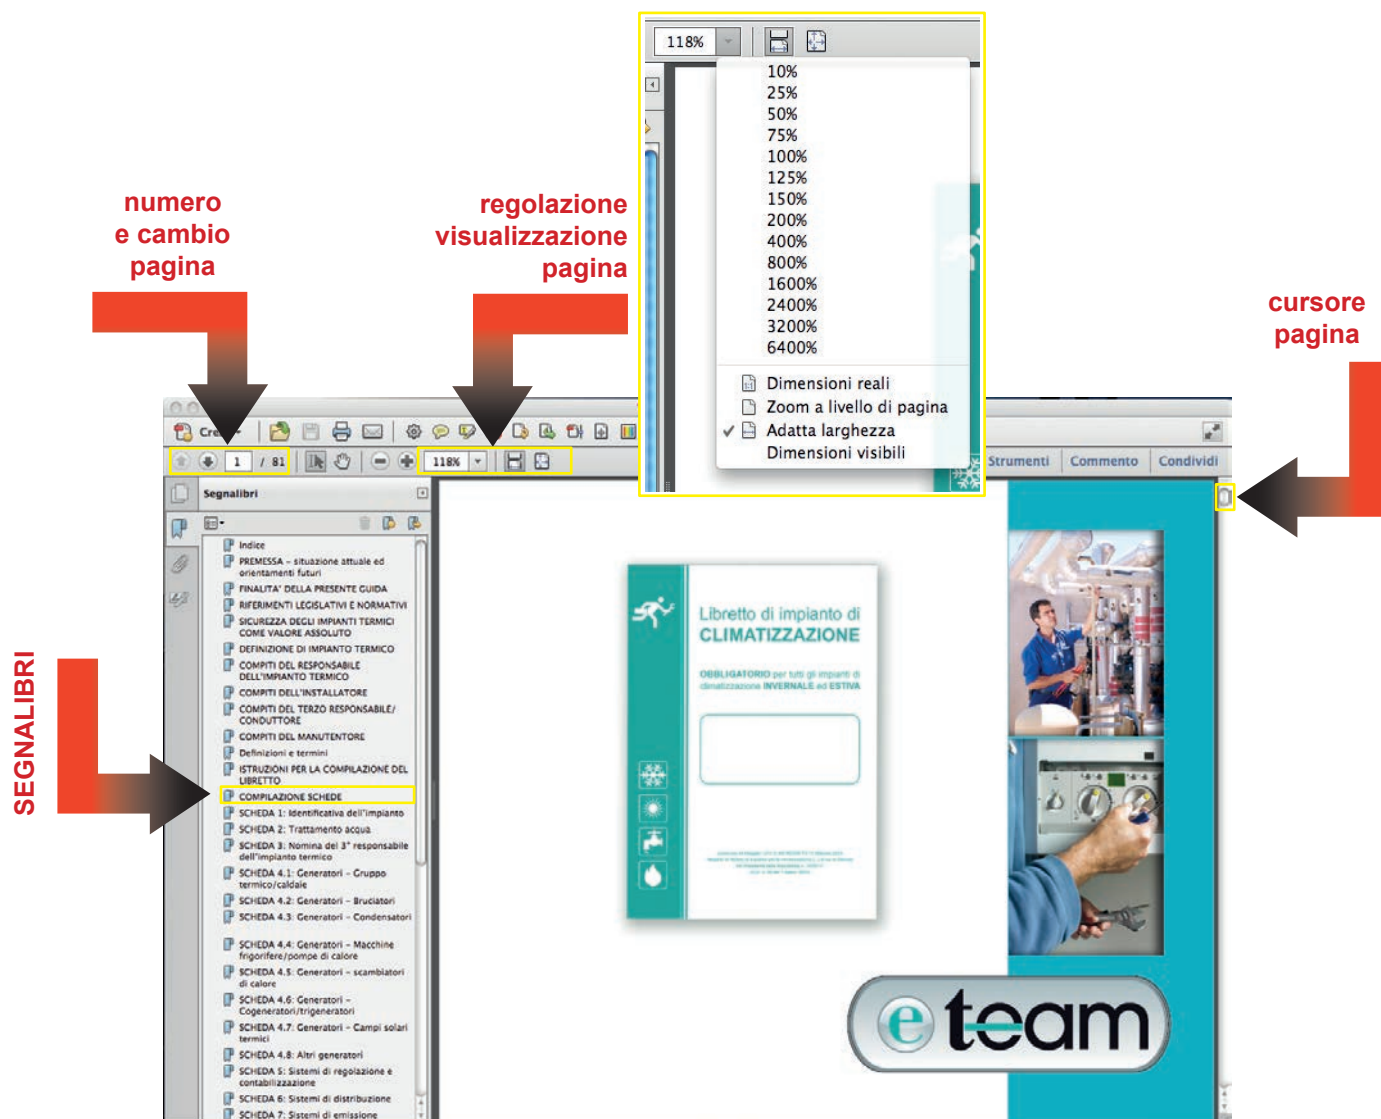 118%
10%
25%
50%
75%
100%
125%
150%
200%
400%
800%
1600%
2400%
3200%
6400%
Dimensioni reali
Zoom a livello di pagina
Adatta larghezza
Dimensioni visibili
numero
e cambio
pagina
regolazione
visualizzazione
pagina
cursore
pagina
1 / 81
118%
Strumenti
Commento
Condividi
Segnalibri
Indice
PREMESSA – situazione attuale ed
orientamenti futuri
FINALITA' DELLA PRESENTE GUIDA
RIFERIMENTI LEGISLATIVI E NORMATIVI
SICUREZZA DEGLI IMPIANTI TERMICI
COME VALORE ASSOLUTO
DEFINIZIONE DI IMPIANTO TERMICO
COMPITI DEL RESPONSABILE
DELL'IMPIANTO TERMICO
COMPITI DELL'INSTALLATORE
COMPITI DEL TERZO RESPONSABILE/
CONDUTTORE
COMPITI DEL MANUTENTORE
Definizioni e termini
ISTRUZIONI PER LA COMPILAZIONE DEL
LIBRETTO
COMPILAZIONE SCHEDE
SCHEDA 1: Identificativa dell'impianto
SCHEDA 2: Trattamento acqua
SCHEDA 3: Nomina del 3° responsabile
dell'impianto termico
SCHEDA 4.1: Generatori – Gruppo
termico/caldaie
SCHEDA 4.2: Generatori – Bruciatori
SCHEDA 4.3: Generatori – Condensatori
SCHEDA 4.4: Generatori – Macchine
frigorifere/pompe di calore
SCHEDA 4.5: Generatori – scambiatori
di calore
SCHEDA 4.6: Generatori –
Cogeneratori/trigeneratori
SCHEDA 4.7: Generatori – Campi solari
termici
SCHEDA 4.8: Altri generatori
SCHEDA 5: Sistemi di regolazione e
contabilizzazione
SCHEDA 6: Sistemi di distribuzione
SCHEDA 7: Sistemi di emissione
SEGNALIBRI
Libretto di impianto di
CLIMATIZZAZIONE
OBBLIGATORIO per tutti gli impianti di
climatizzazione INVERNALE ed ESTIVA
e team